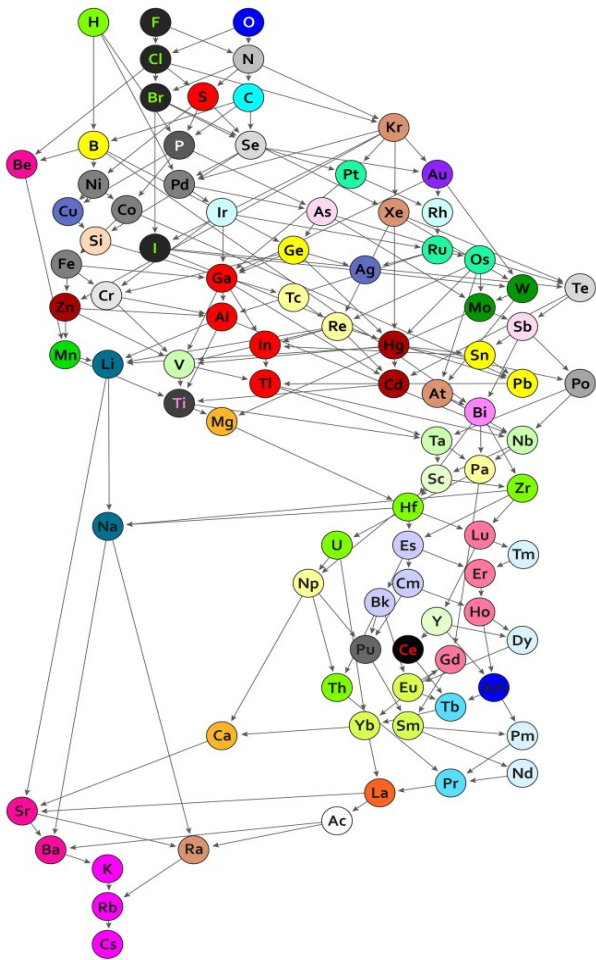 H F O
Cl N
Br S C
Kr
B P Se
Be
Pt Au
Ni Pd
Cu Co Ir As Xe Rh
Si I Ge Ru
Fe Ag Os
Ga W Te
Cr Tc
Zn Al Re Mo Sb
In Hg
Mn Li V Sn
Tl Cd Pb Po
Ti At
Mg Bi
Ta Nb
Sc Pa
Zr
Hf
Na Lu
U Es Tm
Np Cm Er
Bk Ho
Y
Pu Ce Dy
Gd
Th Eu Am
Tb
Ca Yb Sm Pm
Nd
La Pr
Sr Ac
Ba Ra
K
Rb
Cs